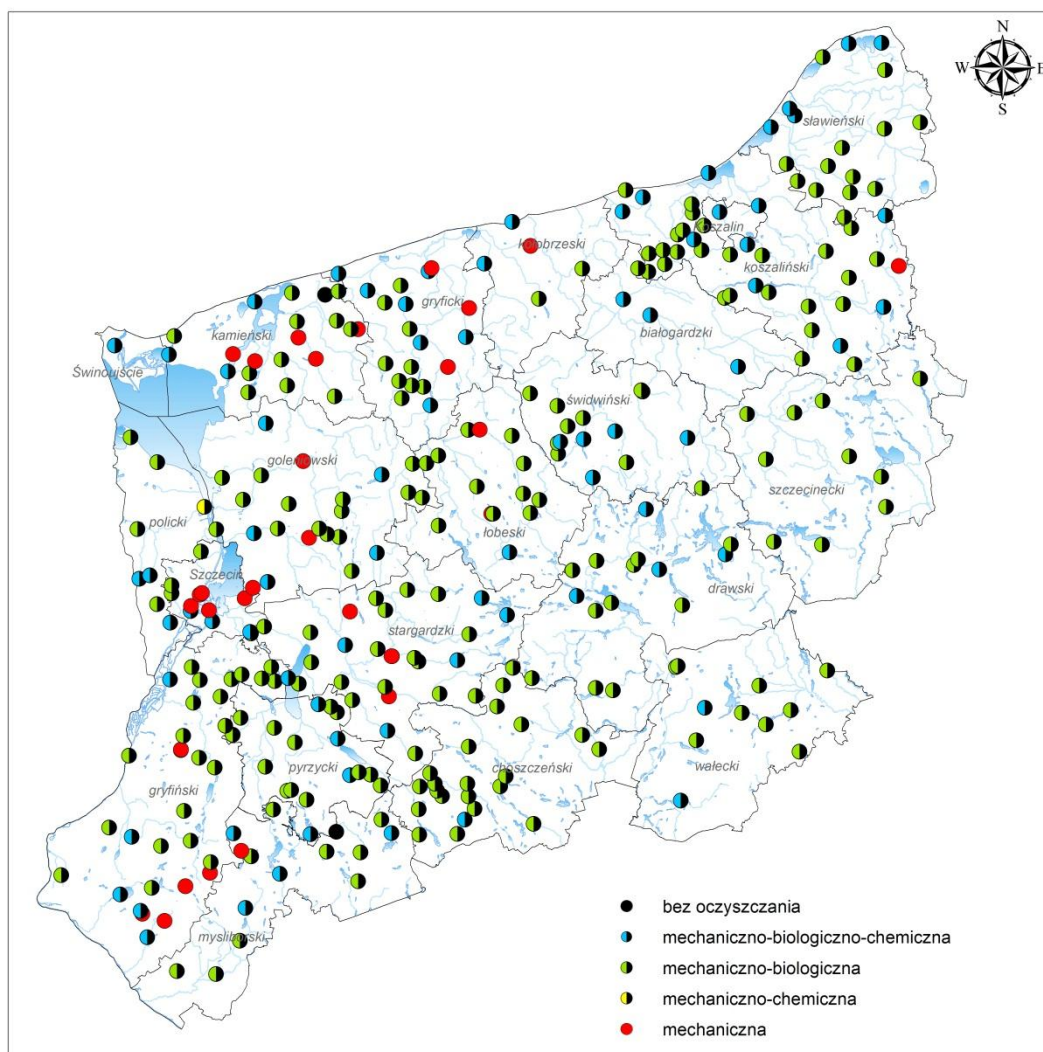 N
W E
S
sławieński
Koszalin
kołobrzeski
koszaliński
gryficki
kamieński
białogardzki
Świnoujście
świdwiński
goleniowski
szczecinecki
policki
łobeski
Szczecin
drawski
stargardzki
choszczeński
wałecki
pyrzycki
gryfiński
mysliborski
bez oczyszczania
mechaniczno-biologiczno-chemiczna
mechaniczno-biologiczna
mechaniczno-chemiczna
mechaniczna